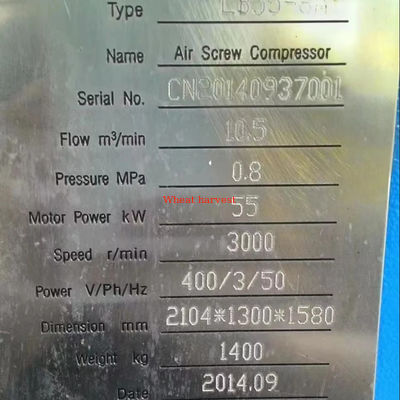 Type
Name Air Screw Compressor
Serial No. CN20140937001
Flow m³/min 10.5
Pressure MPa 0.8
Wheat harvest
Motor Power kW 55
Speed r/min 3000
Power V/Ph/Hz 400/3/50
Dimension mm 2104*1300*1580
Weight kg 1400
Date 2014.09